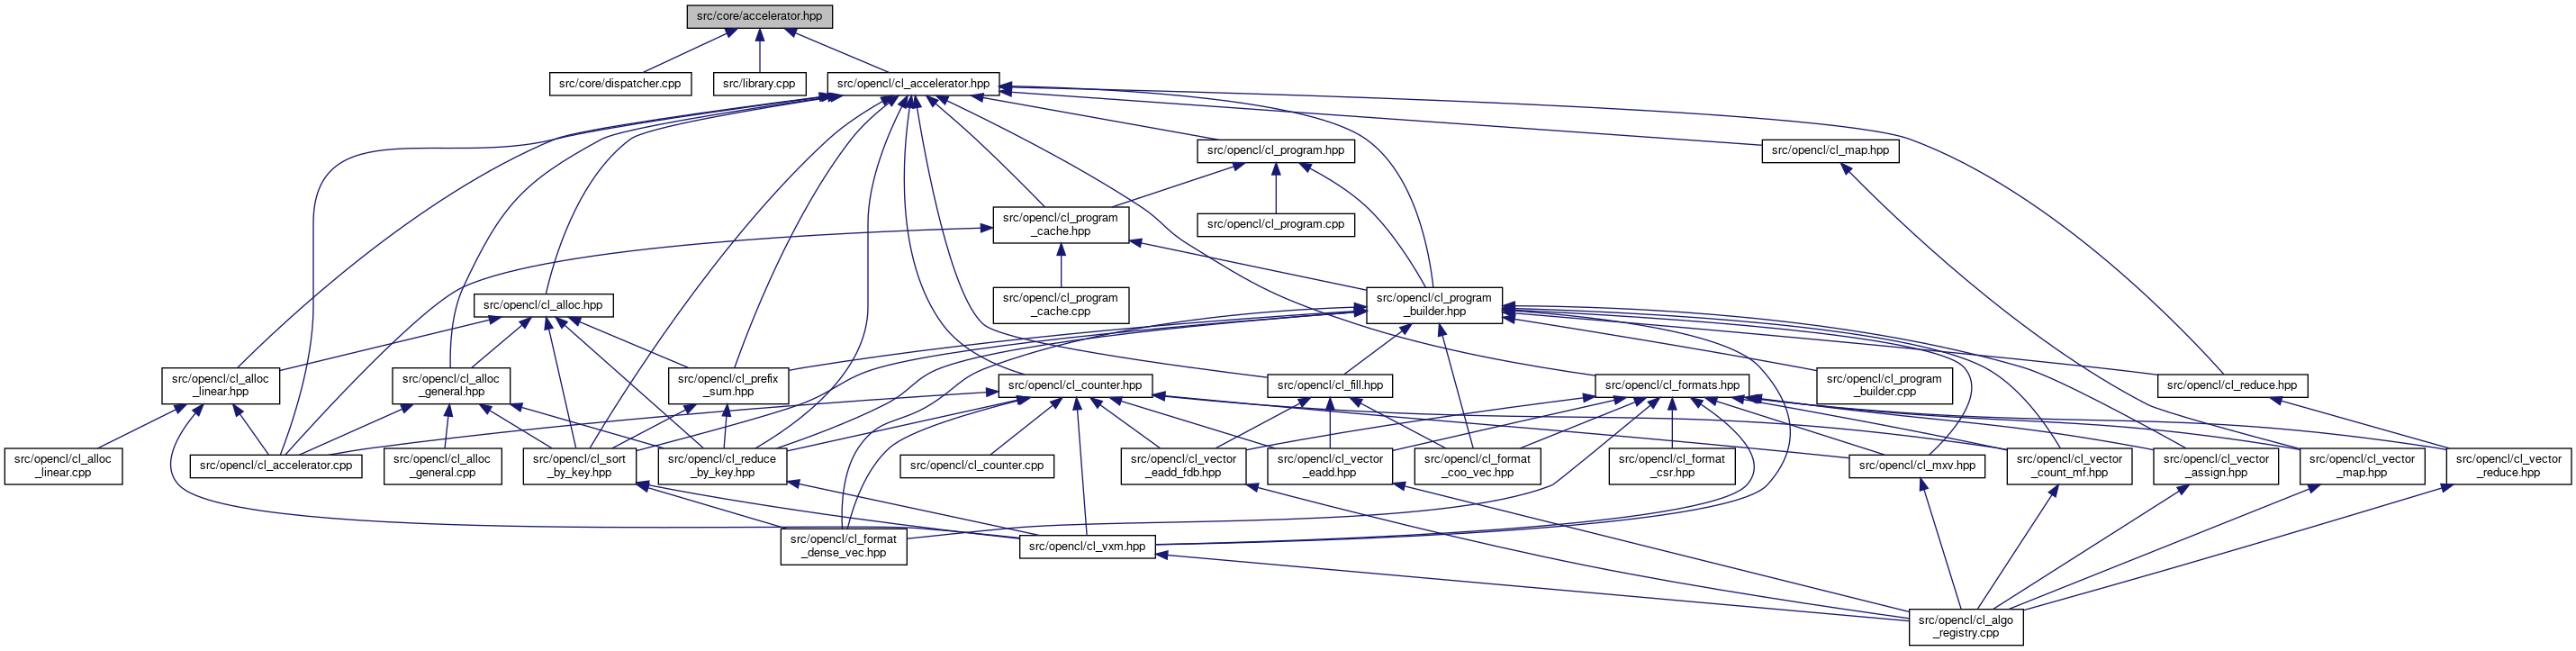 src/core/accelerator.hpp
src/core/dispatcher.cpp
src/library.cpp
src/opencl/cl_accelerator.hpp
src/opencl/cl_program.hpp
src/opencl/cl_map.hpp
src/opencl/cl_program
_cache.hpp
src/opencl/cl_program.cpp
src/opencl/cl_alloc.hpp
src/opencl/cl_program
_cache.cpp
src/opencl/cl_program
_builder.hpp
src/opencl/cl_alloc
_linear.hpp
src/opencl/cl_alloc
_general.hpp
src/opencl/cl_prefix
_sum.hpp
src/opencl/cl_counter.hpp
src/opencl/cl_fill.hpp
src/opencl/cl_formats.hpp
src/opencl/cl_program
_builder.cpp
src/opencl/cl_reduce.hpp
src/opencl/cl_alloc
_linear.cpp
src/opencl/cl_accelerator.cpp
src/opencl/cl_alloc
_general.cpp
src/opencl/cl_sort
_by_key.hpp
src/opencl/cl_reduce
_by_key.hpp
src/opencl/cl_counter.cpp
src/opencl/cl_vector
_eadd_fdb.hpp
src/opencl/cl_vector
_eadd.hpp
src/opencl/cl_format
_coo_vec.hpp
src/opencl/cl_format
_csr.hpp
src/opencl/cl_mxv.hpp
src/opencl/cl_vector
_count_mf.hpp
src/opencl/cl_vector
_assign.hpp
src/opencl/cl_vector
_map.hpp
src/opencl/cl_vector
_reduce.hpp
src/opencl/cl_format
_dense_vec.hpp
src/opencl/cl_vxm.hpp
src/opencl/cl_algo
_registry.cpp